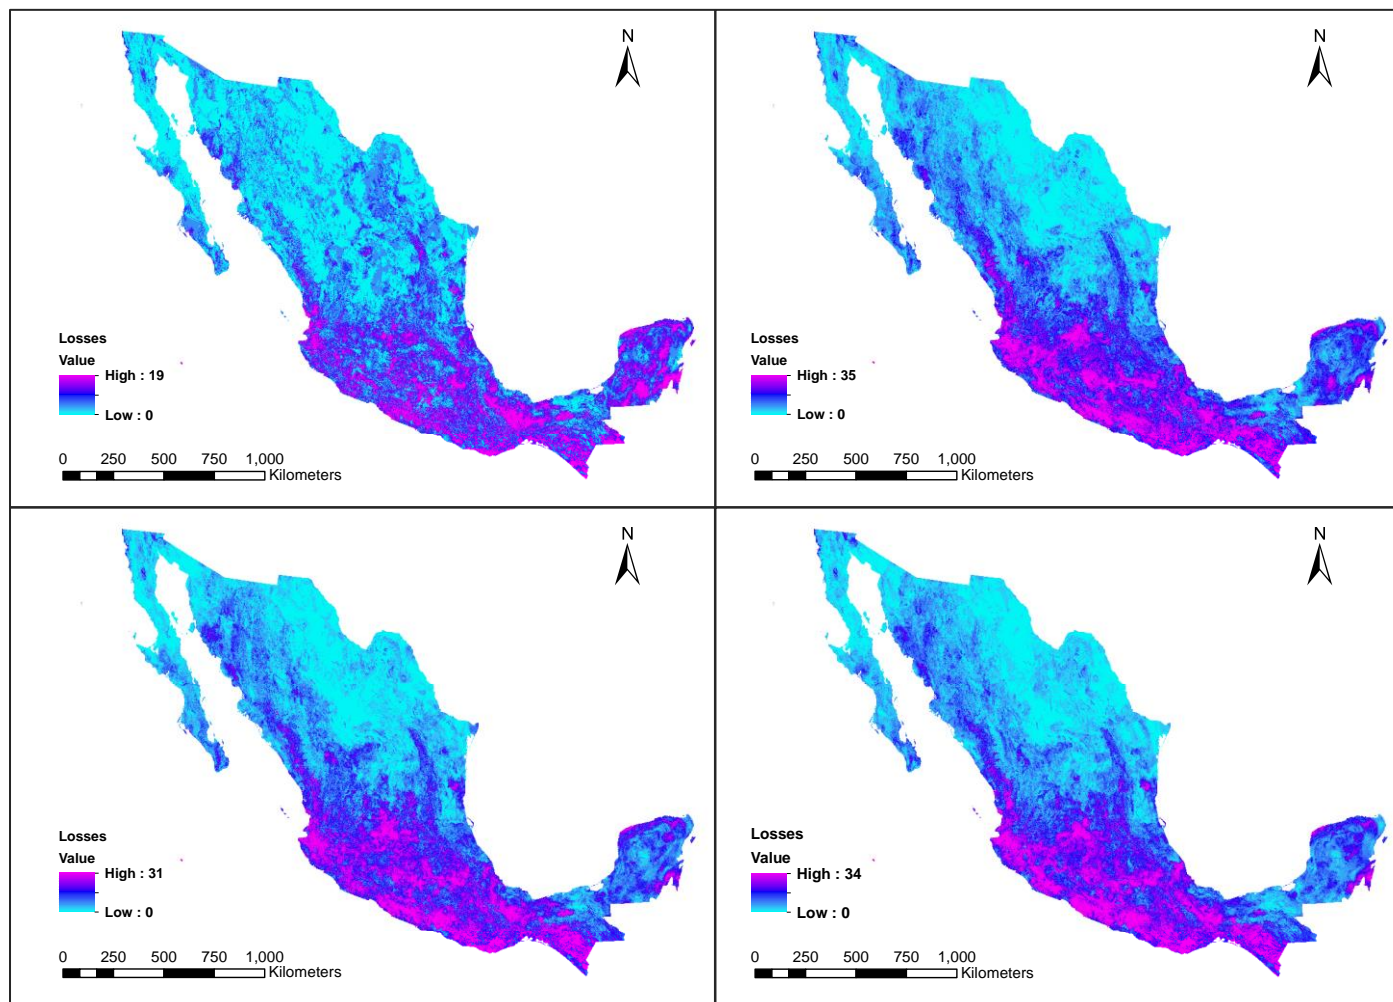 N
Losses
Value
High : 19
Low : 0
0 250 500 750 1,000
Kilometers
N
Losses
Value
High : 35
Low : 0
0 250 500 750 1,000
Kilometers
N
Losses
Value
High : 31
Low : 0
0 250 500 750 1,000
Kilometers
N
Losses
Value
High : 34
Low : 0
0 250 500 750 1,000
Kilometers